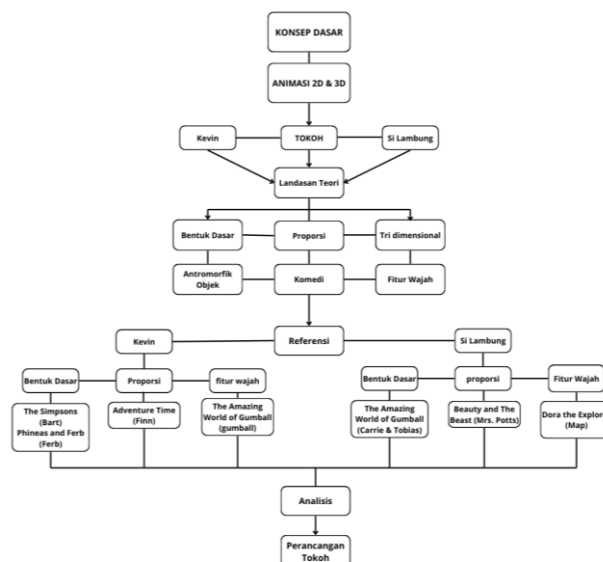 KONSEP DASAR
ANIMASI 2D & 3D
Kevin
TOKOH
Si Lambung
Landasan Teori
Bentuk Dasar
Proporsi
Tri dimensional
Antromorfik
Objek
Komedi
Fitur Wajah
Kevin
Referensi
Si Lambung
Bentuk Dasar
Proporsi
fitur wajah
Bentuk Dasar
proporsi
Fitur Wajah
The Simpsons
(Bart)
Phineas and Ferb
(Ferb)
Adventure Time
(Finn)
The Amazing
World of Gumball
(gumball)
The Amazing
World of Gumball
(Carrie & Tobias)
Beauty and The
Beast (Mrs. Potts)
Dora the Explor
(Map)
Analisis
Perancangan
Tokoh